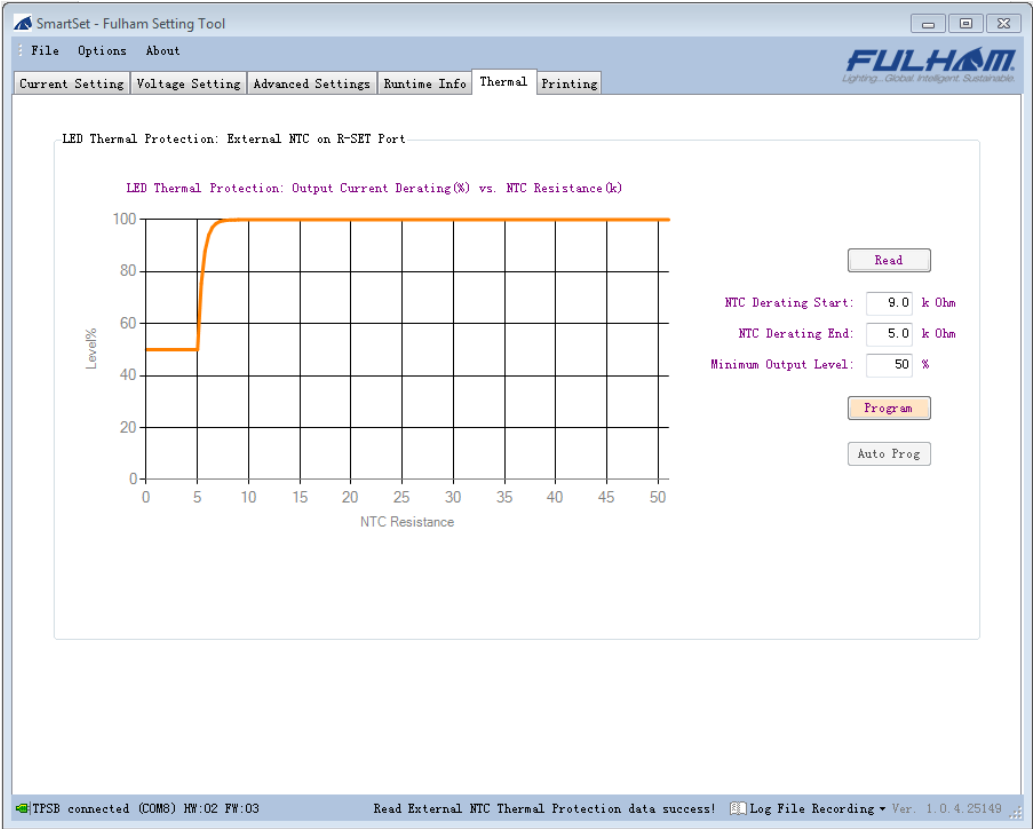 SmartSet - Fulham Setting Tool
File Options About
FULHAM.
Lighting...Global. Intelligent. Sustainable.
Current Setting Voltage Setting Advanced Settings Runtime Info Thermal Printing
LED Thermal Protection: External NTC on R-SET Port
LED Thermal Protection: Output Current Derating(%) vs. NTC Resistance(k)
100
80
60
40
20
0
Level%
0 5 10 15 20 25 30 35 40 45 50
NTC Resistance
Read
NTC Derating Start: 9.0 k Ohm
NTC Derating End: 5.0 k Ohm
Minimum Output Level: 50 %
Program
Auto Prog
TPSB connected (COM8) HW:02 FW:03 Read External NTC Thermal Protection data success! Log File Recording Ver. 1.0.4.25149